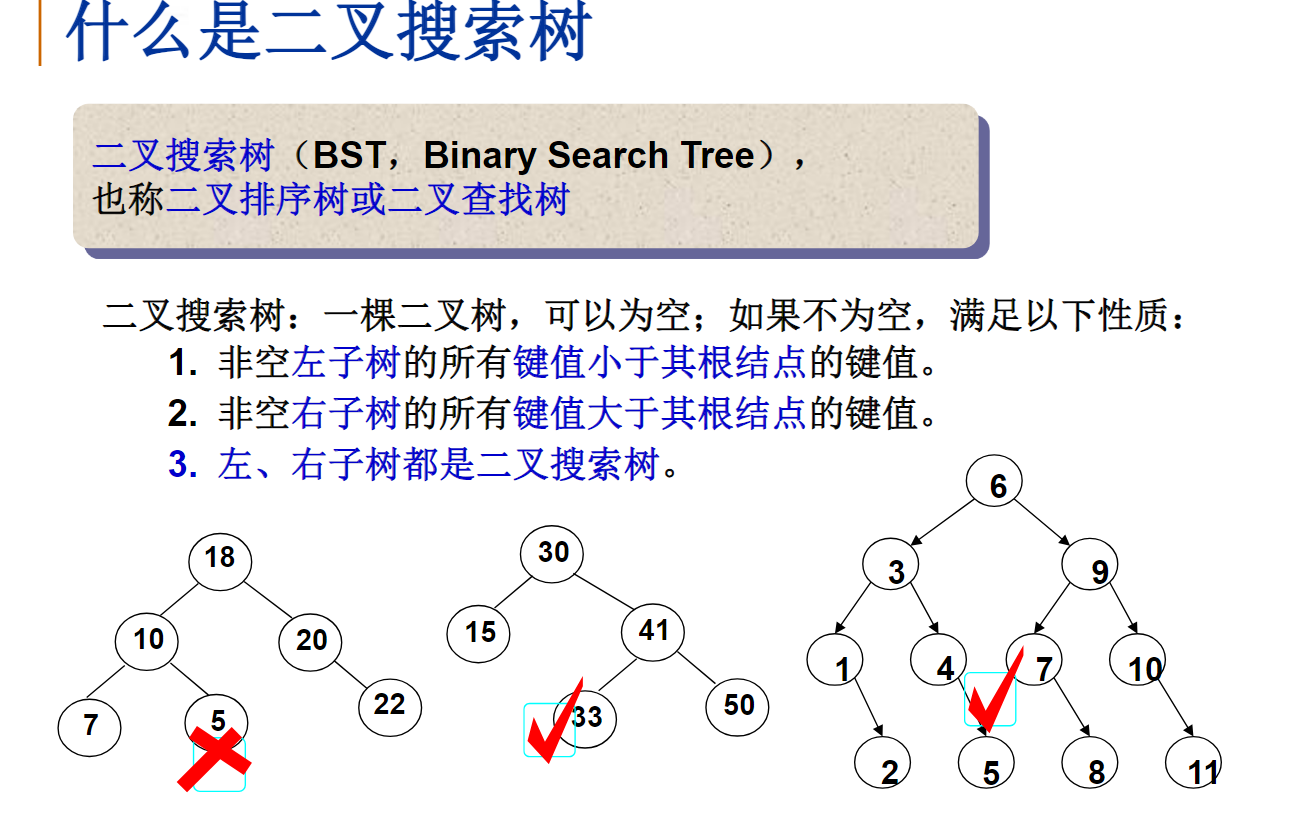 什么是二叉搜索树
二叉搜索树（BST，Binary Search Tree），
也称二叉排序树或二叉查找树
二叉搜索树：一棵二叉树，可以为空；如果不为空，满足以下性质：
1. 非空左子树的所有键值小于其根结点的键值。
2. 非空右子树的所有键值大于其根结点的键值。
3. 左、右子树都是二叉搜索树。
18
10 20
7 5 22
30
15 41
33 50
6
3 9
1 4 7 10
2 5 8 11